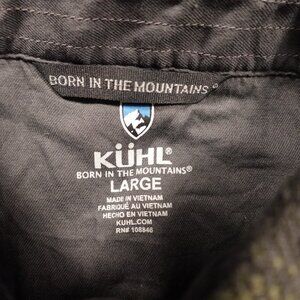 BORN IN THE MOUNTAINS®
KÜHL®
BORN IN THE MOUNTAINS®
LARGE
MADE IN VIETNAM
FABRIQUÉ AU VIETNAM
HECHO EN VIETNAM
KUHL.COM
RN# 108846